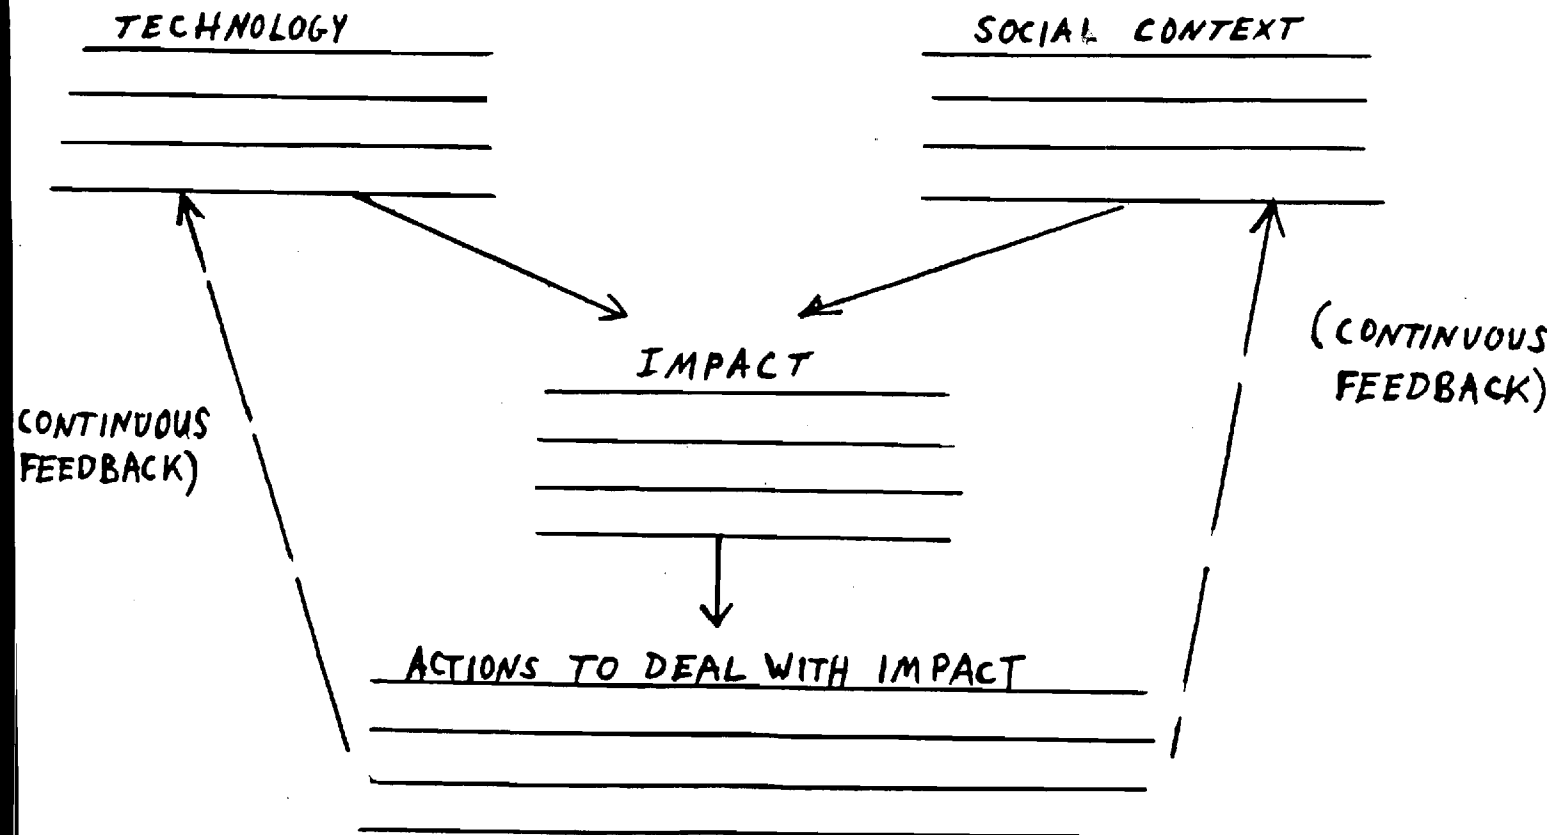 TECHNOLOGY
SOCIAL CONTEXT
IMPACT
(CONTINUOUS
FEEDBACK)
CONTINUOUS
FEEDBACK)
ACTIONS TO DEAL WITH IMPACT